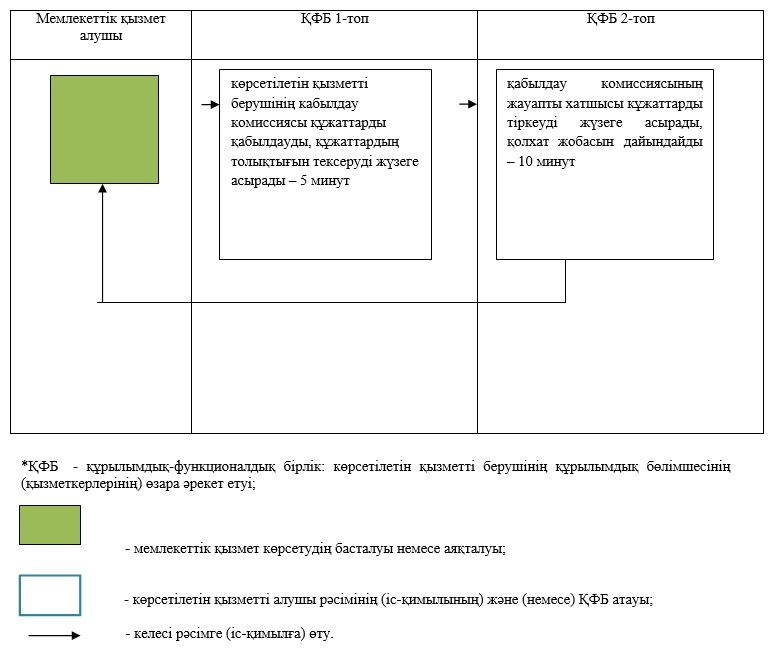 Мемлекеттік қызмет
алушы
ҚФБ 1-топ
ҚФБ 2-топ
көрсетілетін қызметті
берушінің қабылдау
комиссиясы құжаттарды
қабылдауды, құжаттардың
толықтығын тексеруді жүзеге
асырады – 5 минут
қабылдау комиссиясының
жауапты хатшысы құжаттарды
тіркеуді жүзеге асырады,
қолхат жобасын дайындайды
– 10 минут
*ҚФБ - құрылымдық-функционалдық бірлік: көрсетілетін қызметті берушінің құрылымдық бөлімшесінің
(қызметкерлерінің) өзара әрекет етуі;
- мемлекеттік қызмет көрсетудің басталуы немесе аяқталуы;
- көрсетілетін қызметті алушы рәсімінің (іс-қимылының) және (немесе) ҚФБ атауы;
- келесі рәсімге (іс-қимылға) өту.